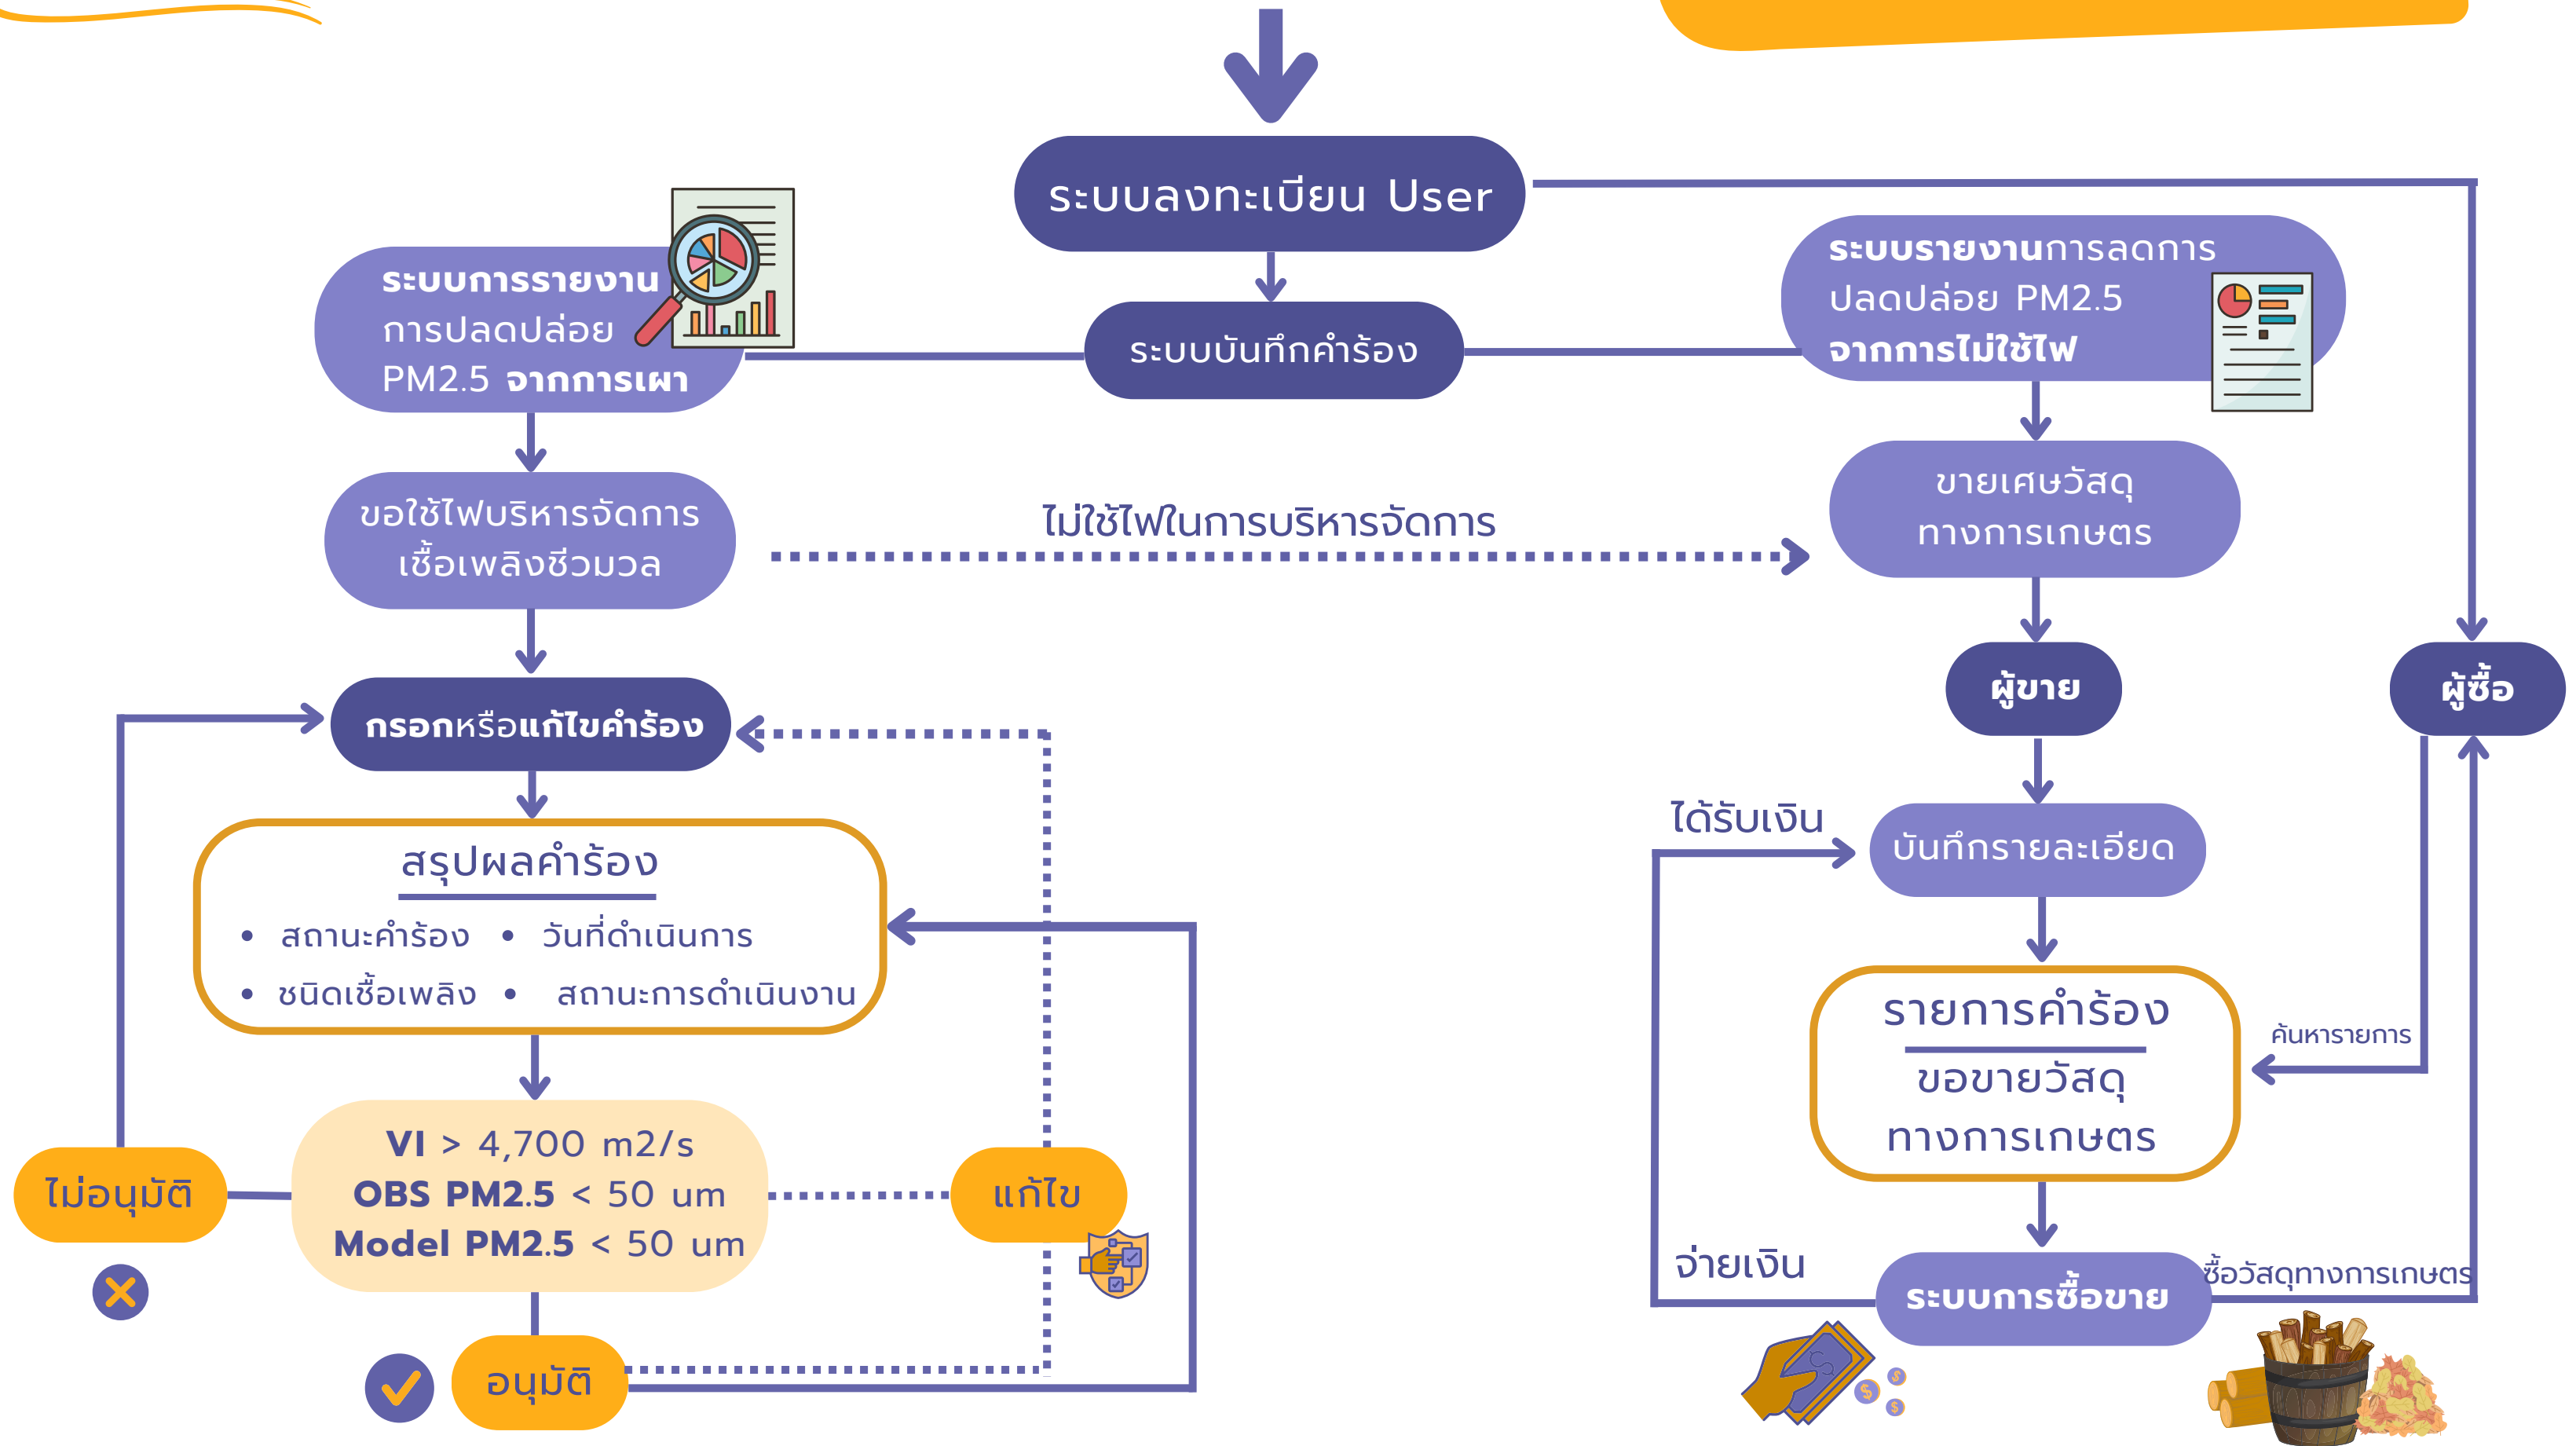 ระบบลงทะเบียน User
ระบบบันทึกคำร้อง
ระบบการรายงาน
การปลดปล่อย
PM2.5 จากการเผา
ระบบรายงานการลดการ
ปลดปล่อย PM2.5
จากการไม่ใช้ไฟ
ขอใช้ไฟบริหารจัดการ
เชื้อเพลิงชีวมวล
ไม่ใช้ไฟในการบริหารจัดการ
ขายเศษวัสดุ
ทางการเกษตร
กรอกหรือแก้ไขคำร้อง
ผู้ขาย
ผู้ซื้อ
สรุปผลคำร้อง
• สถานะคำร้อง • วันที่ดำเนินการ
• ชนิดเชื้อเพลิง • สถานะการดำเนินงาน
ได้รับเงิน
บันทึกรายละเอียด
รายการคำร้อง
ขอขายวัสดุ
ทางการเกษตร
ค้นหารายการ
VI > 4,700 m2/s
OBS PM2.5 < 50 um
Model PM2.5 < 50 um
ไม่อนุมัติ
แก้ไข
อนุมัติ
จ่ายเงิน
ระบบการซื้อขาย
ซื้อวัสดุทางการเกษตร